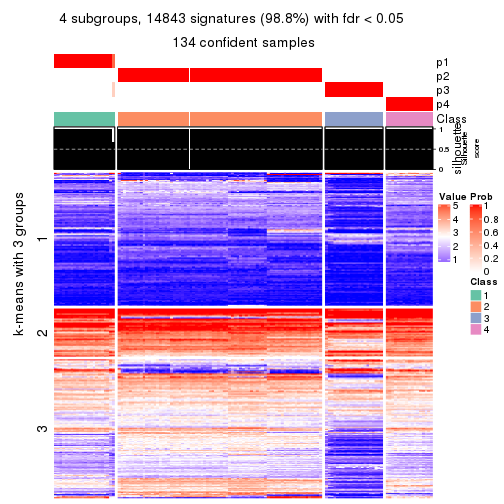 4 subgroups, 14843 signatures (98.8%) with fdr < 0.05
134 confident samples
p1
p2
p3
p4
Class
1
0.5
0
silhouette
Silhouette
score
k-means with 3 groups
1
2
3
Value
5
4
3
2
1
Prob
1
0.8
0.6
0.4
0.2
0
Class
1
2
3
4